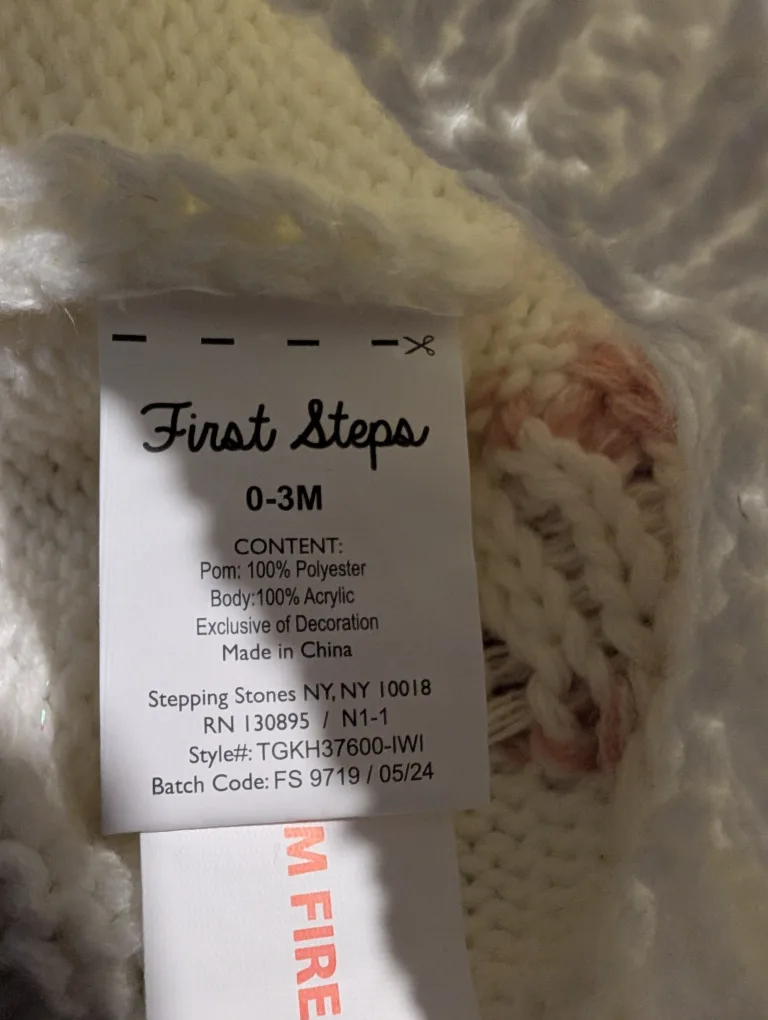 First Steps
0-3M
CONTENT:
Pom: 100% Polyester
Body:100% Acrylic
Exclusive of Decoration
Made in China
Stepping Stones NY, NY 10018
RN 130895 / N1-1
Style#: TGKH37600-IWI
Batch Code: FS 9719 / 05/24
M FIRE